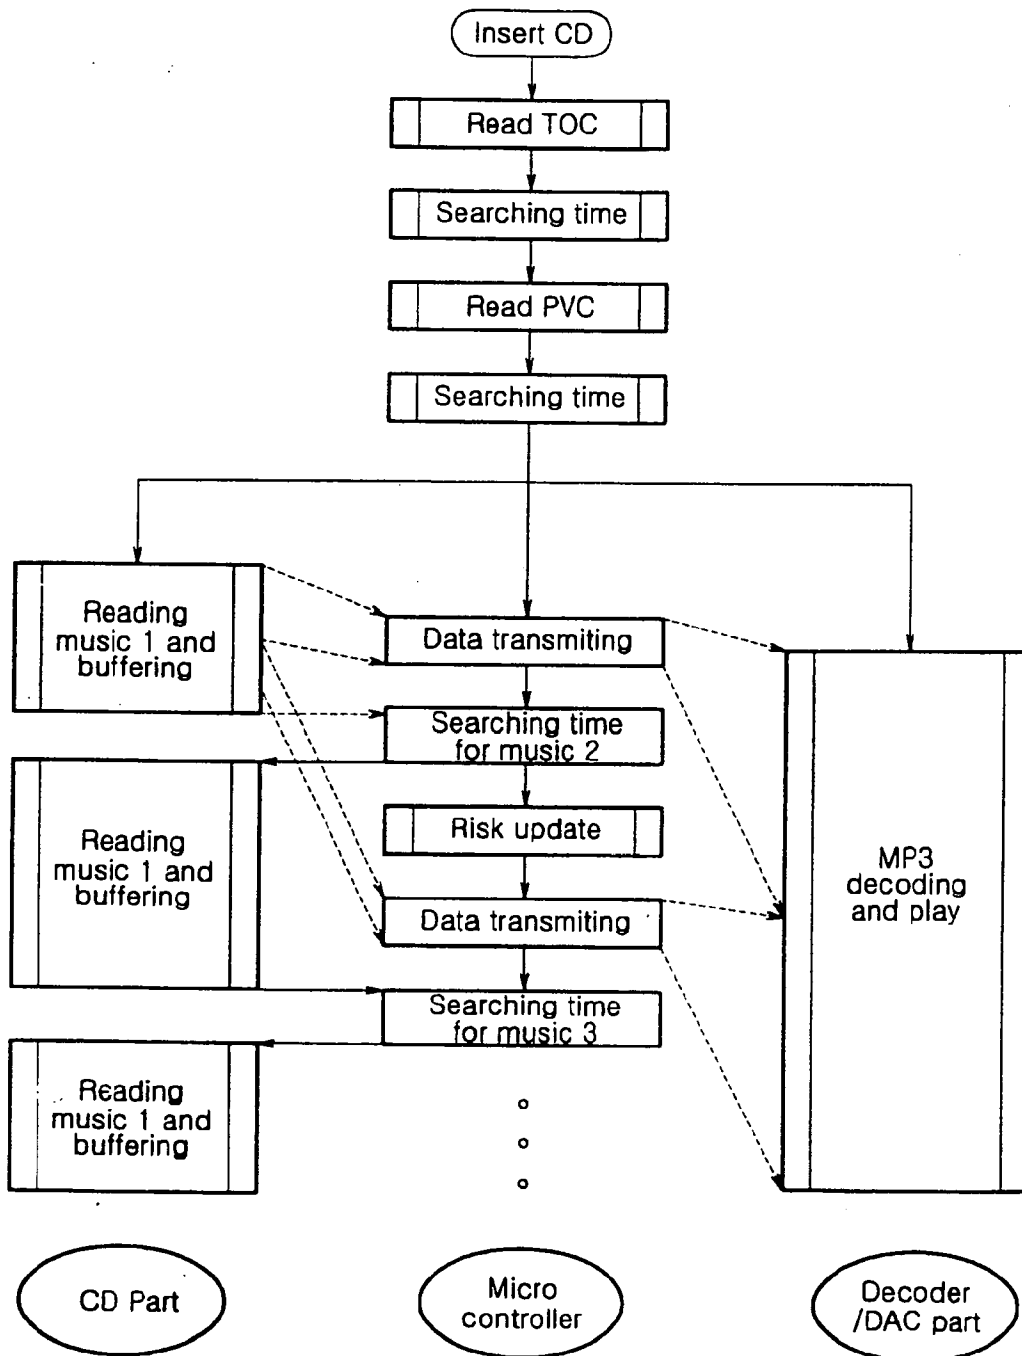 Insert CD
Read TOC
Searching time
Read PVC
Searching time
Reading
music 1 and
buffering
Data transmiting
Searching time
for music 2
Reading
music 1 and
buffering
Risk update
MP3
decoding
and play
Data transmiting
Searching time
for music 3
Reading
music 1 and
buffering
CD Part
Micro
controller
Decoder
/DAC part